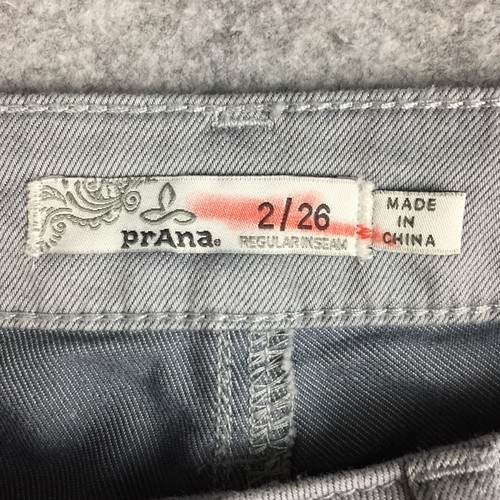 2/26
prAna®
REGULAR INSEAM
MADE
IN
CHINA